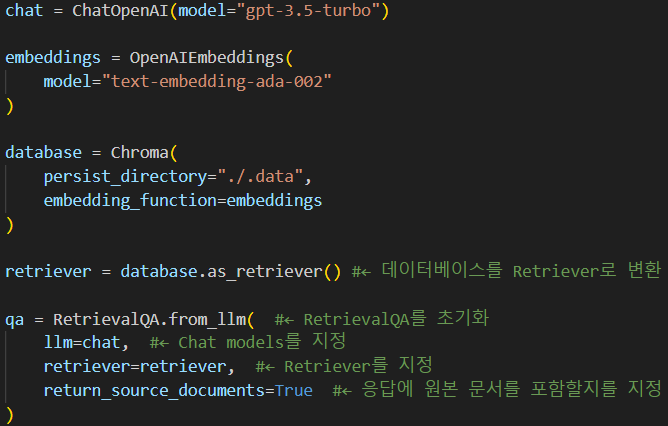 chat = ChatOpenAI(model="gpt-3.5-turbo")
embeddings = OpenAIEmbeddings(
    model="text-embedding-ada-002"
)
database = Chroma(
    persist_directory="./.data",
    embedding_function=embeddings
)
retriever = database.as_retriever() #← 데이터베이스를 Retriever로 변환
qa = RetrievalQA.from_llm(  #← RetrievalQA를 초기화
    llm=chat,  #← Chat models를 지정
    retriever=retriever,  #← Retriever를 지정
    return_source_documents=True  #← 응답에 원본 문서를 포함할지를 지정
)